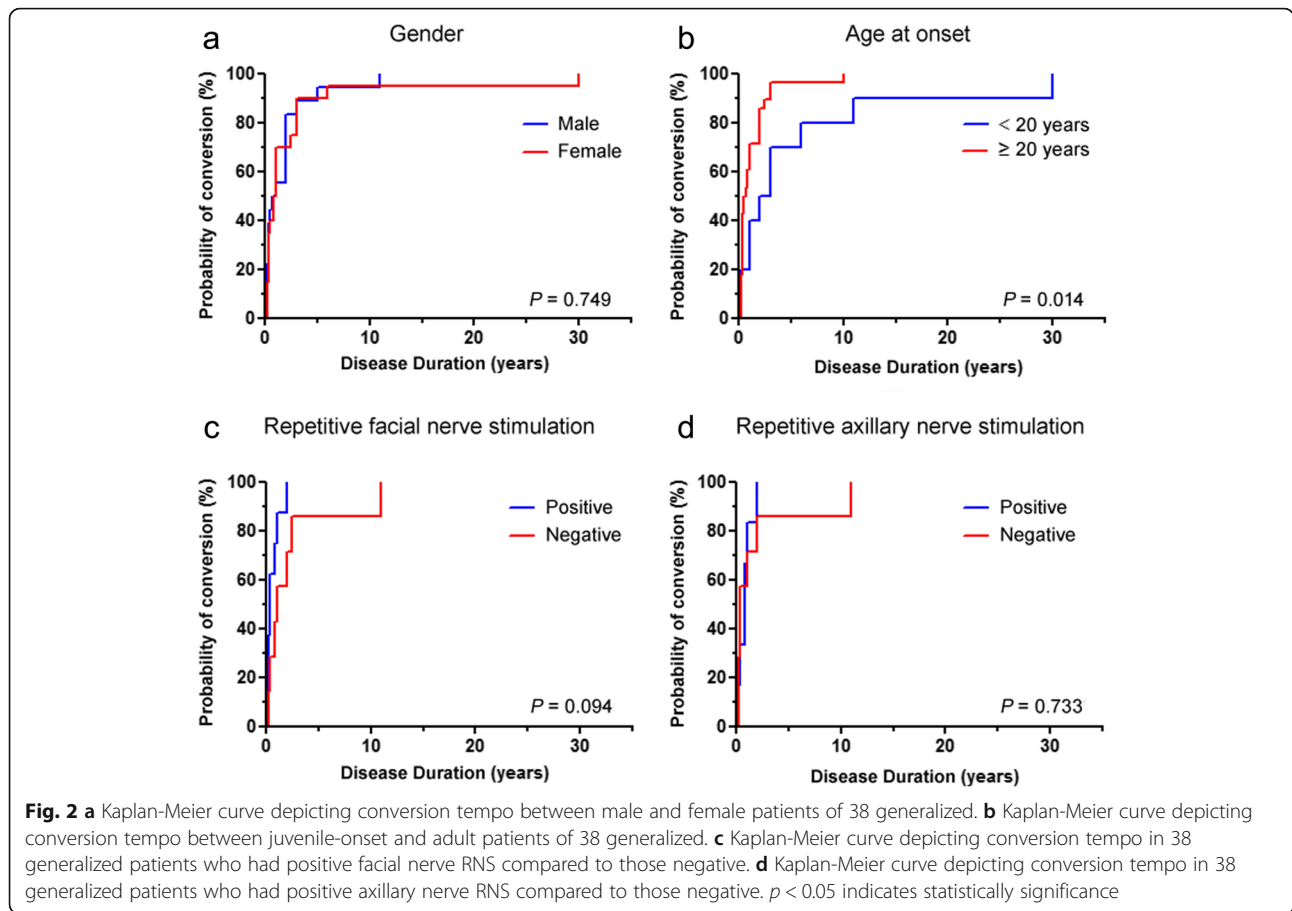 a
Gender
100
80
60
40
20
0
Probability of conversion (%)
Male
Female
P = 0.749
0 10 20 30
Disease Duration (years)
b
Age at onset
100
80
60
40
20
0
Probability of conversion (%)
< 20 years
≥ 20 years
P = 0.014
0 10 20 30
Disease Duration (years)
c
Repetitive facial nerve stimulation
100
80
60
40
20
0
Probability of conversion (%)
Positive
Negative
P = 0.094
0 10 20 30
Disease Duration (years)
d
Repetitive axillary nerve stimulation
100
80
60
40
20
0
Probability of conversion (%)
Positive
Negative
P = 0.733
0 10 20 30
Disease Duration (years)
Fig. 2 a Kaplan-Meier curve depicting conversion tempo between male and female patients of 38 generalized. b Kaplan-Meier curve depicting
conversion tempo between juvenile-onset and adult patients of 38 generalized. c Kaplan-Meier curve depicting conversion tempo in 38
generalized patients who had positive facial nerve RNS compared to those negative. d Kaplan-Meier curve depicting conversion tempo in 38
generalized patients who had positive axillary nerve RNS compared to those negative. p < 0.05 indicates statistically significance